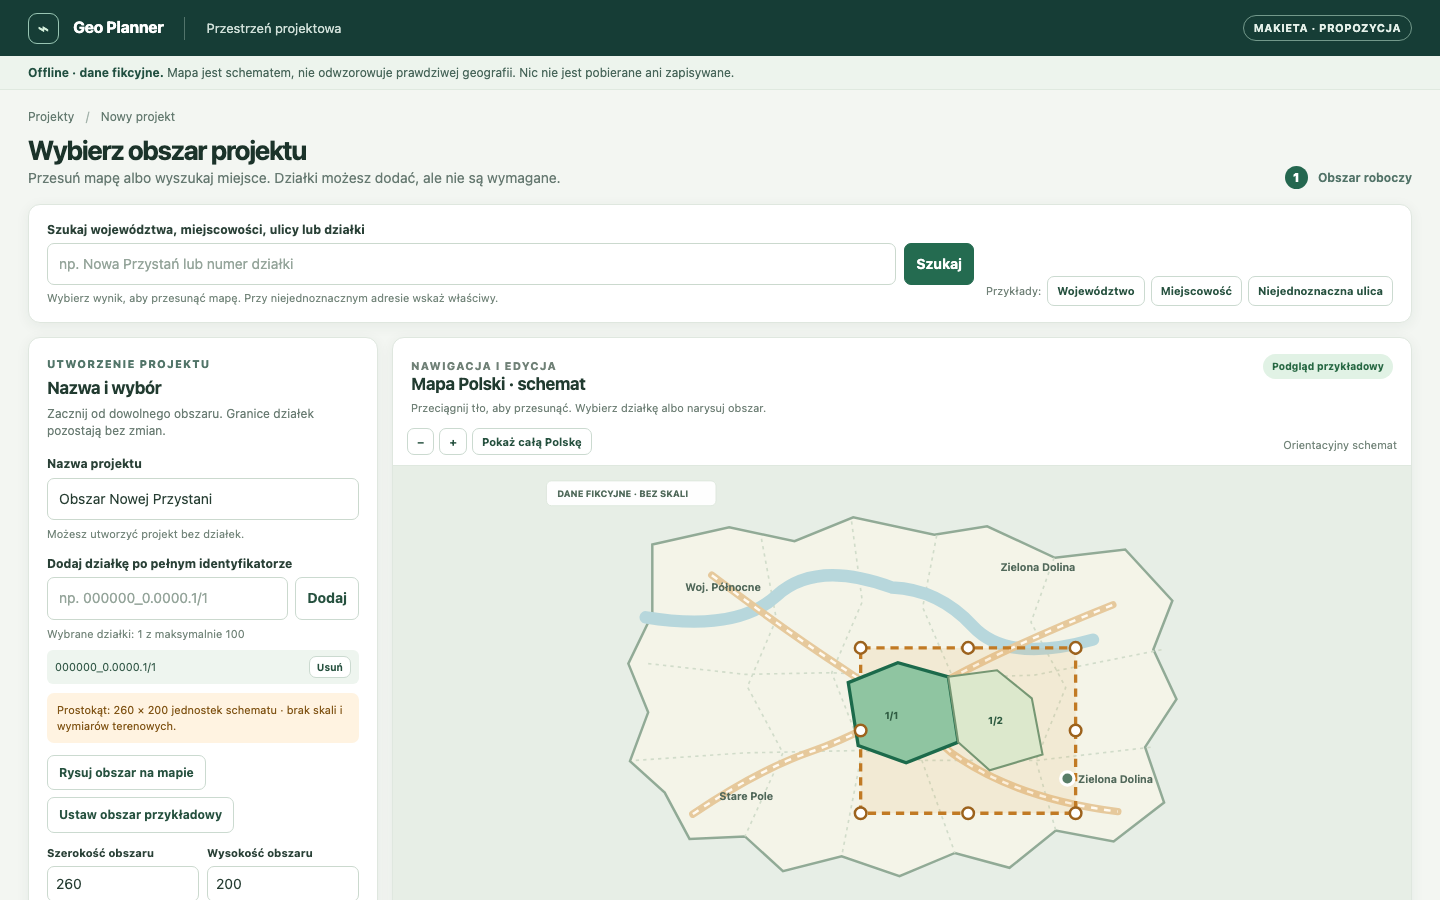 Geo Planner
Przestrzeń projektowa
MAKIETA · PROPOZYCJA
Offline · dane fikcyjne. Mapa jest schematem, nie odwzorowuje prawdziwej geografii. Nic nie jest pobierane ani zapisywane.
Projekty / Nowy projekt
Wybierz obszar projektu
Przesuń mapę albo wyszukaj miejsce. Działki możesz dodać, ale nie są wymagane.
1 Obszar roboczy
Szukaj województwa, miejscowości, ulicy lub działki
np. Nowa Przystań lub numer działki
Szukaj
Wybierz wynik, aby przesunąć mapę. Przy niejednoznacznym adresie wskaż właściwy.
Przykłady: Województwo Miejscowość Niejednoznaczna ulica
UTWORZENIE PROJEKTU
Nazwa i wybór
Zacznij od dowolnego obszaru. Granice działek
pozostają bez zmian.
Nazwa projektu
Obszar Nowej Przystani
Możesz utworzyć projekt bez działek.
Dodaj działkę po pełnym identyfikatorze
np. 000000_0.0000.1/1
Dodaj
Wybrane działki: 1 z maksymalnie 100
000000_0.0000.1/1
Usuń
Prostokąt: 260 × 200 jednostek schematu · brak skali i
wymiarów terenowych.
Rysuj obszar na mapie
Ustaw obszar przykładowy
Szerokość obszaru
Wysokość obszaru
260
200
NAWIGACJA I EDYCJA
Mapa Polski · schemat
Przeciągnij tło, aby przesunąć. Wybierz działkę albo narysuj obszar.
Podgląd przykładowy
− + Pokaż całą Polskę
Orientacyjny schemat
DANE FIKCYJNE · BEZ SKALI
Zielona Dolina
Woj. Północne
1/1
1/2
Zielona Dolina
Stare Pole